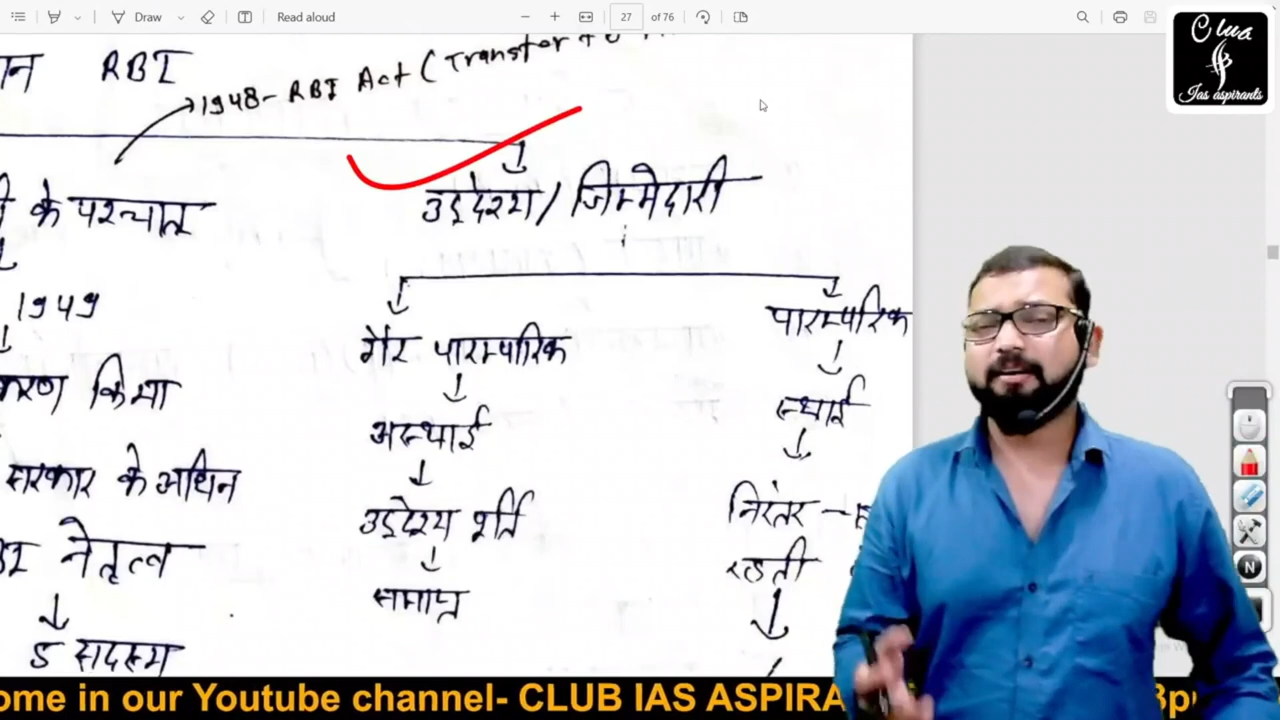 Draw
Read aloud
27 of 76
Club
Ias aspirants
RBI
1948- RBI Act (Transfer
के पश्चात
उद्देश्य / जिम्मेदारी
1949
गैर पारम्परिक
पारम्परिक
करण किया
अस्थाई
स्थाई
सरकार के अधिन
उद्देश्य पूर्ति
निरंतर -
नेतृत्व
रहती
समाप्त
5 सदस्य
ome in our Youtube channel- CLUB IAS ASPIRA